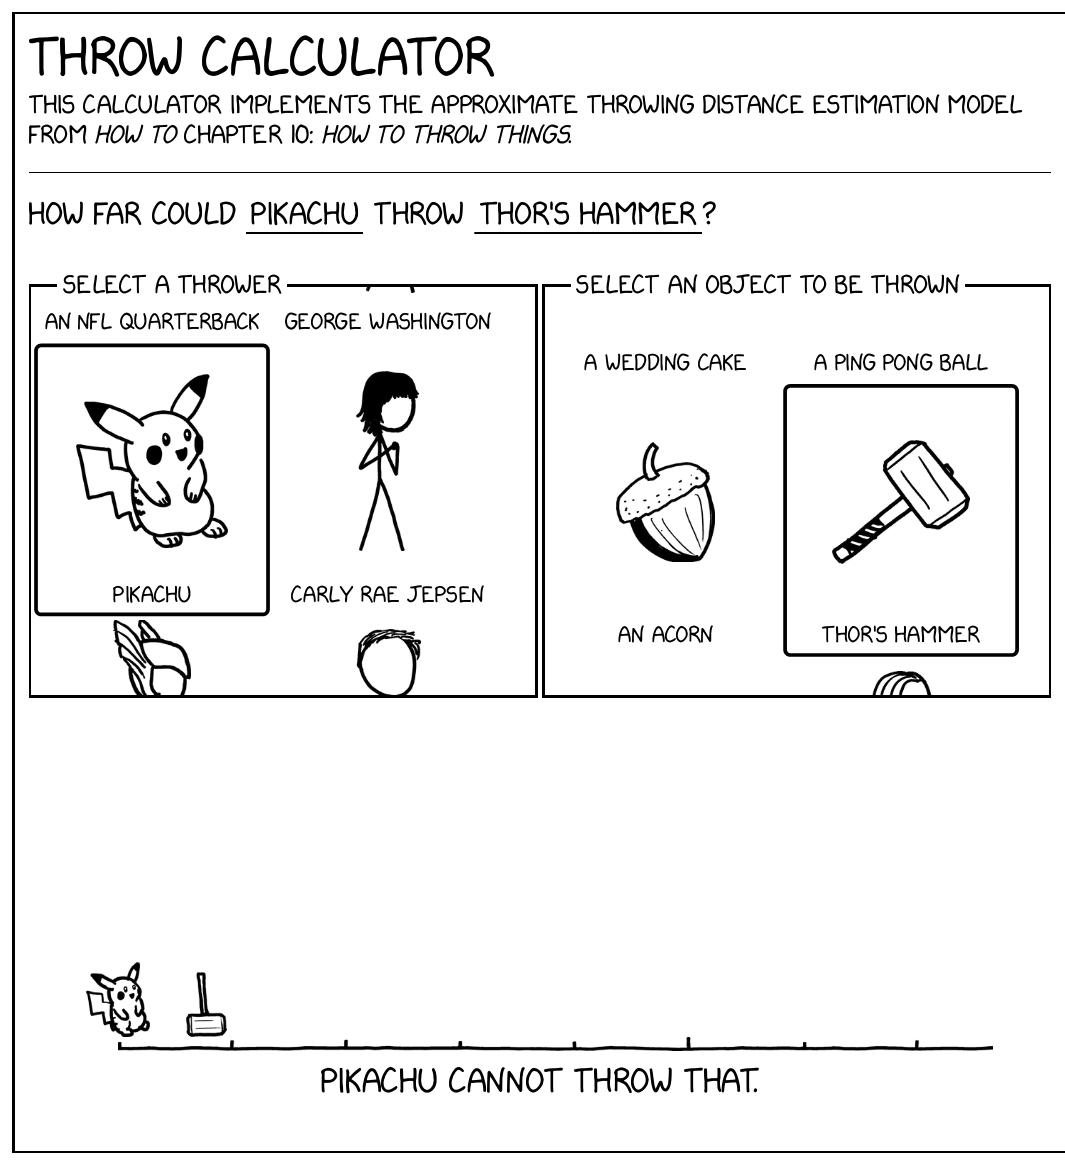 THROW CALCULATOR
THIS CALCULATOR IMPLEMENTS THE APPROXIMATE THROWING DISTANCE ESTIMATION MODEL
FROM HOW TO CHAPTER 10: HOW TO THROW THINGS.
HOW FAR COULD PIKACHU THROW THOR'S HAMMER?
SELECT A THROWER
AN NFL QUARTERBACK GEORGE WASHINGTON
PIKACHU CARLY RAE JEPSEN
SELECT AN OBJECT TO BE THROWN
A WEDDING CAKE A PING PONG BALL
AN ACORN THOR'S HAMMER
PIKACHU CANNOT THROW THAT.